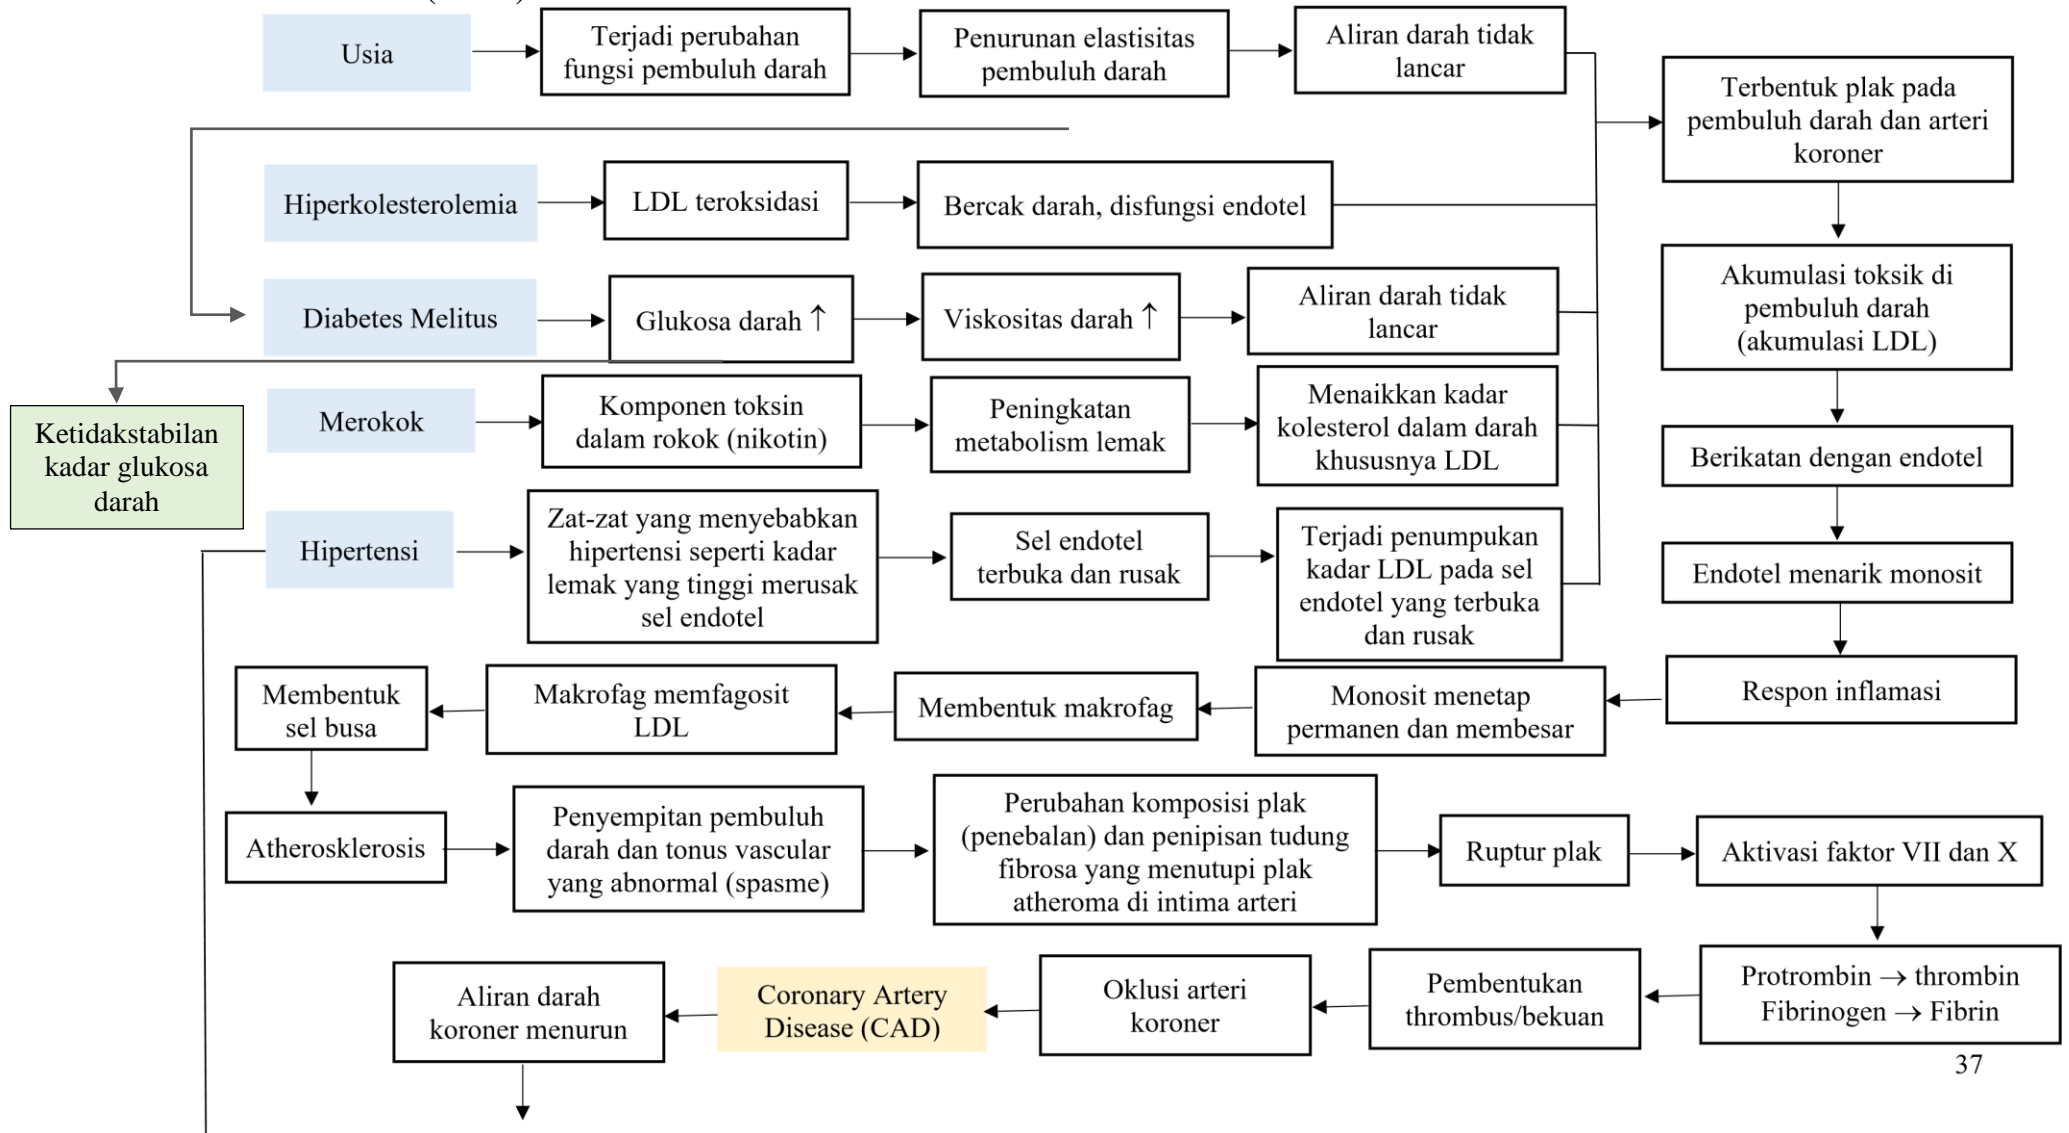 Usia
Terjadi perubahan
fungsi pembuluh darah
Penurunan elastisitas
pembuluh darah
Aliran darah tidak
lancar
Terbentuk plak pada
pembuluh darah dan arteri
koroner
Hiperkolesterolemia
LDL teroksidasi
Bercak darah, disfungsi endotel
Akumulasi toksik di
pembuluh darah
(akumulasi LDL)
Diabetes Melitus
Glukosa darah ↑
Viskositas darah ↑
Aliran darah tidak
lancar
Ketidakstabilan
kadar glukosa
darah
Merokok
Komponen toksin
dalam rokok (nikotin)
Peningkatan
metabolism lemak
Menaikkan kadar
kolesterol dalam darah
khususnya LDL
Berikatan dengan endotel
Hipertensi
Zat-zat yang menyebabkan
hipertensi seperti kadar
lemak yang tinggi merusak
sel endotel
Sel endotel
terbuka dan rusak
Terjadi penumpukan
kadar LDL pada sel
endotel yang terbuka
dan rusak
Endotel menarik monosit
Respon inflamasi
Monosit menetap
permanen dan membesar
Membentuk makrofag
Makrofag memfagosit
LDL
Membentuk
sel busa
Atherosklerosis
Penyempitan pembuluh
darah dan tonus vascular
yang abnormal (spasme)
Perubahan komposisi plak
(penebalan) dan penipisan tudung
fibrosa yang menutupi plak
atheroma di intima arteri
Ruptur plak
Aktivasi faktor VII dan X
Protrombin → thrombin
Fibrinogen → Fibrin
Pembentukan
thrombus/bekuan
Oklusi arteri
koroner
Coronary Artery
Disease (CAD)
Aliran darah
koroner menurun
37